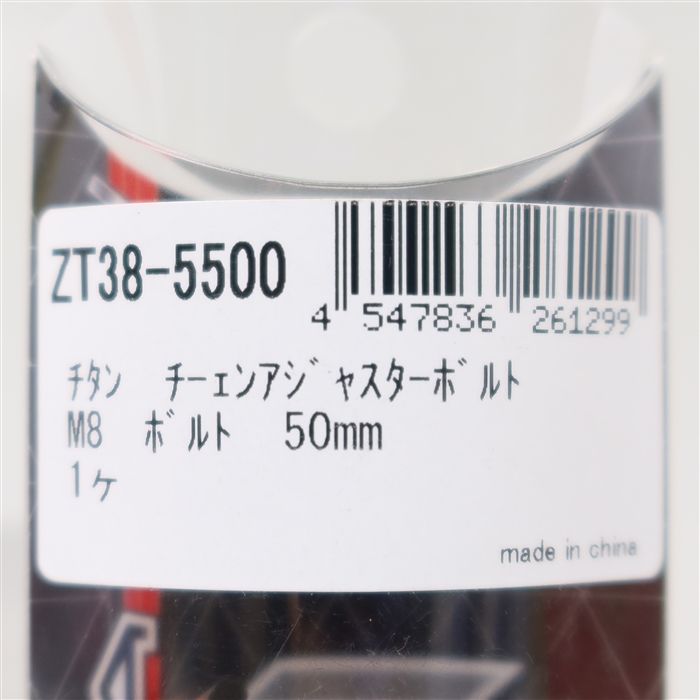 ZT38-5500
4 547836 261299
ﾁﾀﾝ ﾁｰｪﾝｱｼﾞｬｽﾀｰﾎﾞﾙﾄ
M8 ﾎﾞﾙﾄ 50mm
1ヶ
made in china